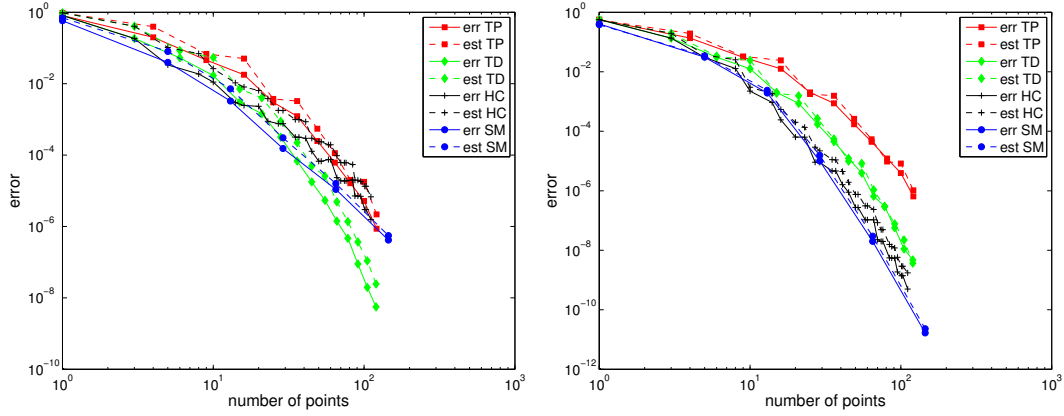 10^0
10^-2
10^-4
10^-6
10^-8
10^-10
error
10^0
10^1
10^2
10^3
number of points
err TP
est TP
err TD
est TD
err HC
est HC
err SM
est SM
10^0
10^-2
10^-4
10^-6
10^-8
10^-10
10^-12
error
10^0
10^1
10^2
10^3
number of points
err TP
est TP
err TD
est TD
err HC
est HC
err SM
est SM